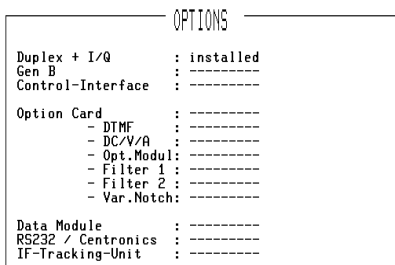 OPTIONS
Duplex + I/Q : installed
Gen B : ---------
Control-Interface : ---------
Option Card : ---------
- DTMF : ---------
- DC/V/A : ---------
- Opt.Modul: ---------
- Filter 1 : ---------
- Filter 2 : ---------
- Var.Notch: ---------
Data Module : ---------
RS232 / Centronics : ---------
IF-Tracking-Unit : ---------